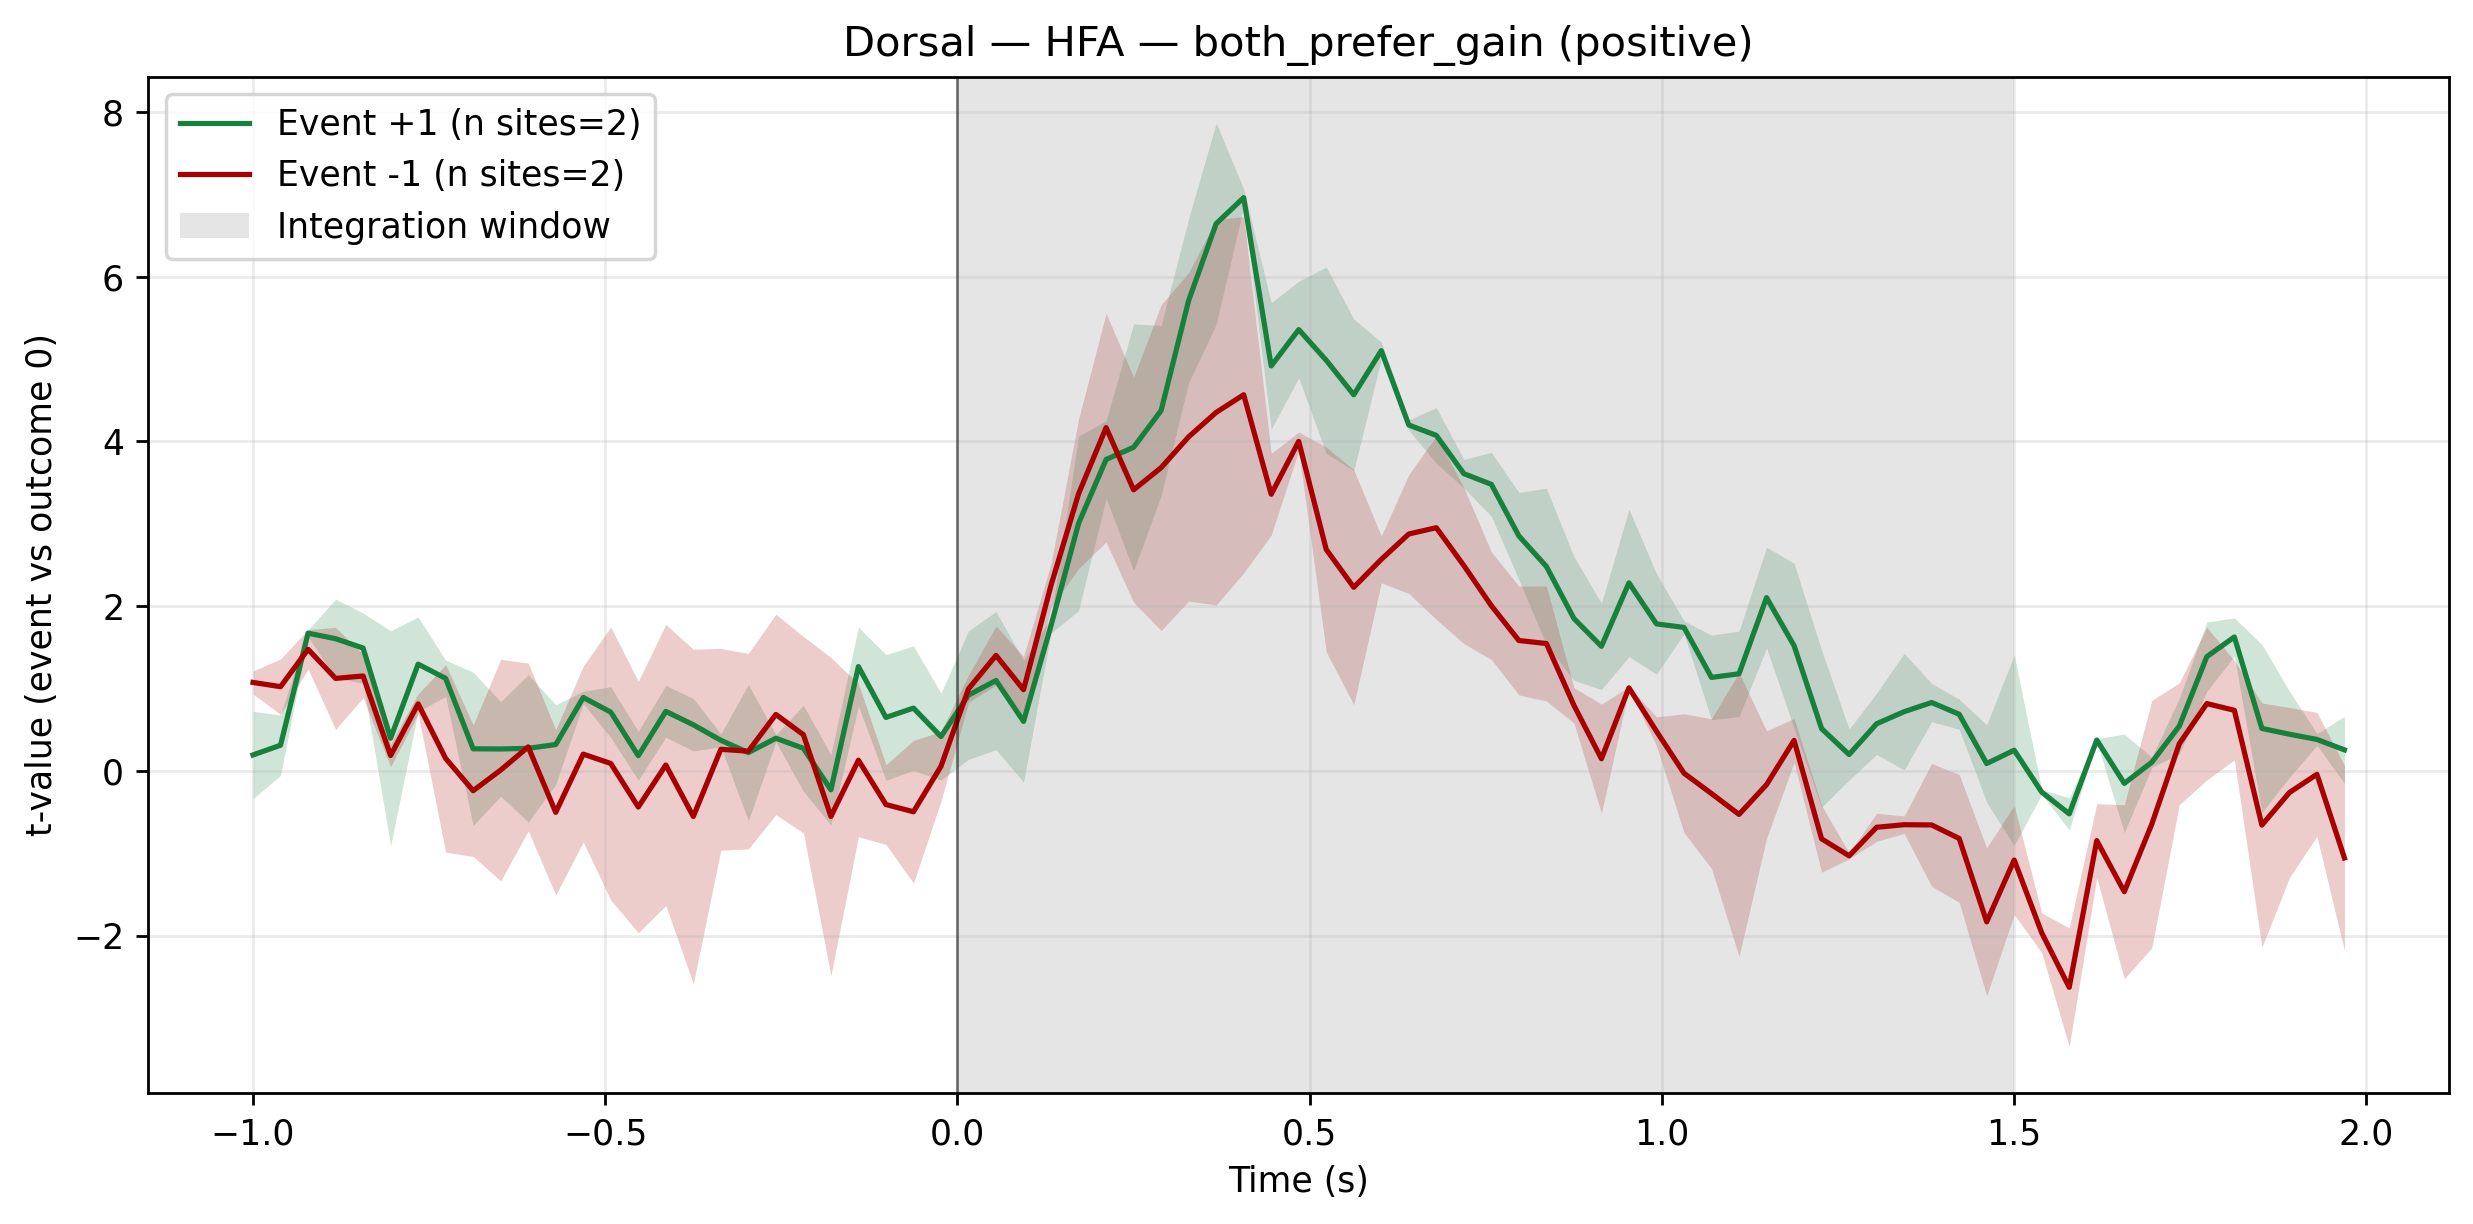 Dorsal — HFA — both_prefer_gain (positive)
Event +1 (n sites=2)
Event -1 (n sites=2)
Integration window
t-value (event vs outcome 0)
8
6
4
2
0
−2
−1.0 −0.5 0.0 0.5 1.0 1.5 2.0
Time (s)